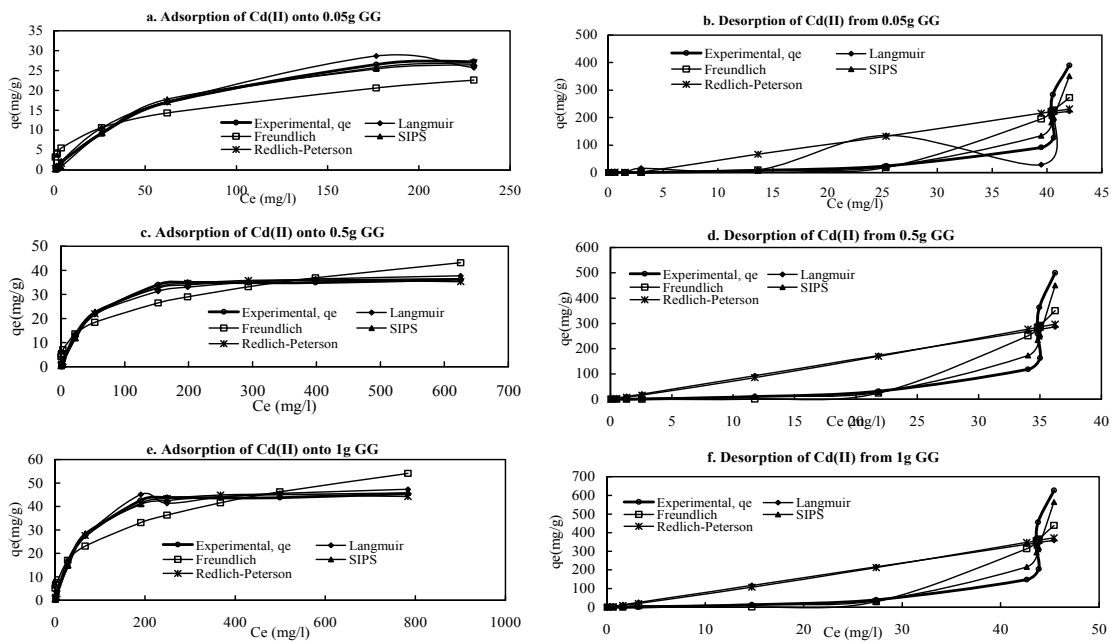 a. Adsorption of Cd(II) onto 0.05g GG
35
30
25
20
15
10
5
0
qe(mg/g)
Experimental, qe
Langmuir
Freundlich
SIPS
Redlich-Peterson
0 50 100 150 200 250
Ce (mg/l)
b. Desorption of Cd(II) from 0.05g GG
500
400
300
200
100
0
qe(mg/g)
Experimental, qe
Langmuir
Freundlich
SIPS
Redlich-Peterson
0 5 10 15 20 25 30 35 40 45
Ce (mg/l)
c. Adsorption of Cd(II) onto 0.5g GG
50
40
30
20
10
0
qe(mg/g)
Experimental, qe
Langmuir
Freundlich
SIPS
Redlich-Peterson
0 100 200 300 400 500 600 700
Ce (mg/l)
d. Desorption of Cd(II) from 0.5g GG
600
500
400
300
200
100
0
qe(mg/g)
Experimental, qe
Langmuir
Freundlich
SIPS
Redlich-Peterson
0 5 10 15 20 25 30 35 40
Ce (mg/l)
e. Adsorption of Cd(II) onto 1g GG
60
50
40
30
20
10
0
qe(mg/g)
Experimental, qe
Langmuir
Freundlich
SIPS
Redlich-Peterson
0 200 400 600 800 1000
Ce (mg/l)
f. Desorption of Cd(II) from 1g GG
700
600
500
400
300
200
100
0
qe(mg/g)
Experimental, qe
Langmuir
Freundlich
SIPS
Redlich-Peterson
0 10 20 30 40 50
Ce (mg/l)